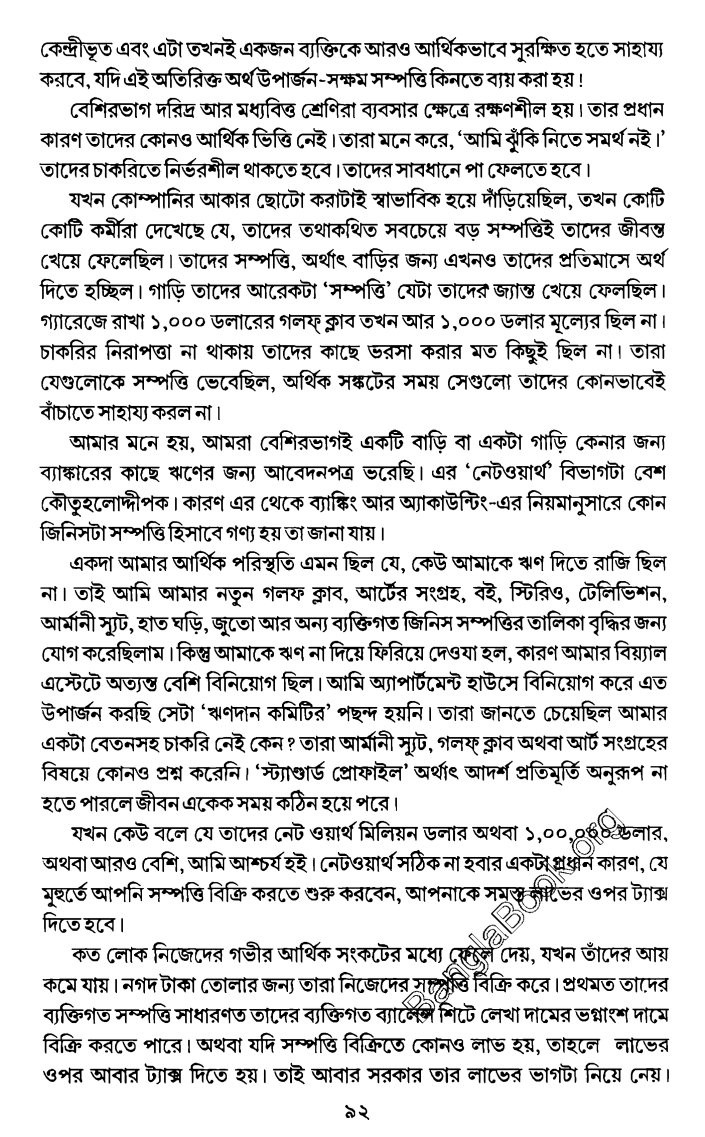 কেন্দ্রীভূত এবং এটা তখনই একজন ব্যক্তিকে আরও আর্থিকভাবে সুরক্ষিত হতে সাহায্য
করবে, যদি এই অতিরিক্ত অর্থ উপার্জন-সক্ষম সম্পত্তি কিনতে ব্যয় করা হয়!
বেশিরভাগ দরিদ্র আর মধ্যবিত্ত শ্রেণিরা ব্যবসার ক্ষেত্রে রক্ষণশীল হয়। তার প্রধান
কারণ তাদের কোনও আর্থিক ভিত্তি নেই। তারা মনে করে, ‘আমি ঝুঁকি নিতে সমর্থ নই।’
তাদের চাকরিতে নির্ভরশীল থাকতে হবে। তাদের সাবধানে পা ফেলতে হবে।
যখন কোম্পানির আকার ছোটো করাটাই স্বাভাবিক হয়ে দাঁড়িয়েছিল, তখন কোটি
কোটি কর্মীরা দেখেছে যে, তাদের তথাকথিত সবচেয়ে বড় সম্পত্তিই তাদের জীবন্ত
খেয়ে ফেলেছিল। তাদের সম্পত্তি, অর্থাৎ বাড়ির জন্য এখনও তাদের প্রতিমাসে অর্থ
দিতে হচ্ছিল। গাড়ি তাদের আরেকটা ‘সম্পত্তি’ যেটা তাদের জ্যান্ত খেয়ে ফেলছিল।
গ্যারেজে রাখা ১,০০০ ডলারের গলফ্ ক্লাব তখন আর ১,০০০ ডলার মূল্যের ছিল না।
চাকরির নিরাপত্তা না থাকায় তাদের কাছে ভরসা করার মত কিছুই ছিল না। তারা
যেগুলোকে সম্পত্তি ভেবেছিল, অর্থিক সঙ্কটের সময় সেগুলো তাদের কোনভাবেই
বাঁচাতে সাহায্য করল না।
আমার মনে হয়, আমরা বেশিরভাগই একটি বাড়ি বা একটা গাড়ি কেনার জন্য
ব্যাঙ্কারের কাছে ঋণের জন্য আবেদনপত্র ভরেছি। এর ‘নেটওয়ার্থ’ বিভাগটা বেশ
কৌতুহলোদ্দীপক। কারণ এর থেকে ব্যাঙ্কিং আর অ্যাকাউন্টিং-এর নিয়মানুসারে কোন
জিনিসটা সম্পত্তি হিসাবে গণ্য হয় তা জানা যায়।
একদা আমার আর্থিক পরিস্থতি এমন ছিল যে, কেউ আমাকে ঋণ দিতে রাজি ছিল
না। তাই আমি আমার নতুন গলফ ক্লাব, আর্টের সংগ্রহ, বই, স্টিরিও, টেলিভিশন,
আর্মানী স্যূট, হাত ঘড়ি, জুতো আর অন্য ব্যক্তিগত জিনিস সম্পত্তির তালিকা বৃদ্ধির জন্য
যোগ করেছিলাম। কিন্তু আমাকে ঋণ না দিয়ে ফিরিয়ে দেওযা হল, কারণ আমার বিয়্যাল
এস্টেটে অত্যন্ত বেশি বিনিয়োগ ছিল। আমি অ্যাপার্টমেন্ট হাউসে বিনিয়োগ করে এত
উপার্জন করছি সেটা ‘ঋণদান কমিটির’ পছন্দ হয়নি। তারা জানতে চেয়েছিল আমার
একটা বেতনসহ চাকরি নেই কেন? তারা আর্মানী স্যূট, গলফ্ ক্লাব অথবা আর্ট সংগ্রহের
বিষয়ে কোনও প্রশ্ন করেনি। ‘স্ট্যাণ্ডার্ড প্রোফাইল’ অর্থাৎ আদর্শ প্রতিমূর্তি অনুরূপ না
হতে পারলে জীবন একেক সময় কঠিন হয়ে পরে।
যখন কেউ বলে যে তাদের নেট ওয়ার্থ মিলিয়ন ডলার অথবা ১,০০,০০০ ডলার,
অথবা আরও বেশি, আমি আশ্চর্য হই। নেটওয়ার্থ সঠিক না হবার একটা প্রধান কারণ, যে
মুহুর্তে আপনি সম্পত্তি বিক্রি করতে শুরু করবেন, আপনাকে সমস্ত লাভের ওপর ট্যাক্স
দিতে হবে।
কত লোক নিজেদের গভীর আর্থিক সংকটের মধ্যে ফেলে দেয়, যখন তাঁদের আয়
কমে যায়। নগদ টাকা তোলার জন্য তারা নিজেদের সম্পত্তি বিক্রি করে। প্রথমত তাদের
ব্যক্তিগত সম্পত্তি সাধারণত তাদের ব্যক্তিগত ব্যালেন্স শিটে লেখা দামের ভগ্নাংশ দামে
বিক্রি করতে পারে। অথবা যদি সম্পত্তি বিক্রিতে কোনও লাভ হয়, তাহলে লাভের
ওপর আবার ট্যাক্স দিতে হয়। তাই আবার সরকার তার লাভের ভাগটা নিয়ে নেয়।
BanglaBook.org
৯২